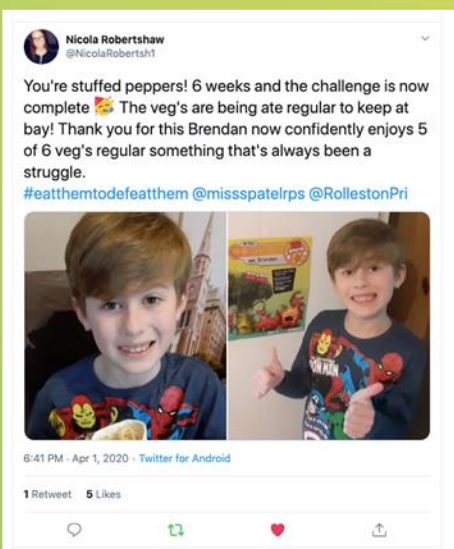 Nicola Robertshaw
@NicolaRobertsh1
You're stuffed peppers! 6 weeks and the challenge is now
complete 🥳 The veg's are being ate regular to keep at
bay! Thank you for this Brendan now confidently enjoys 5
of 6 veg's regular something that's always been a
struggle.
#eatthemtodefeatthem @missspatelrps @RollestonPri
IRON MAN
6:41 PM · Apr 1, 2020 · Twitter for Android
1 Retweet 5 Likes